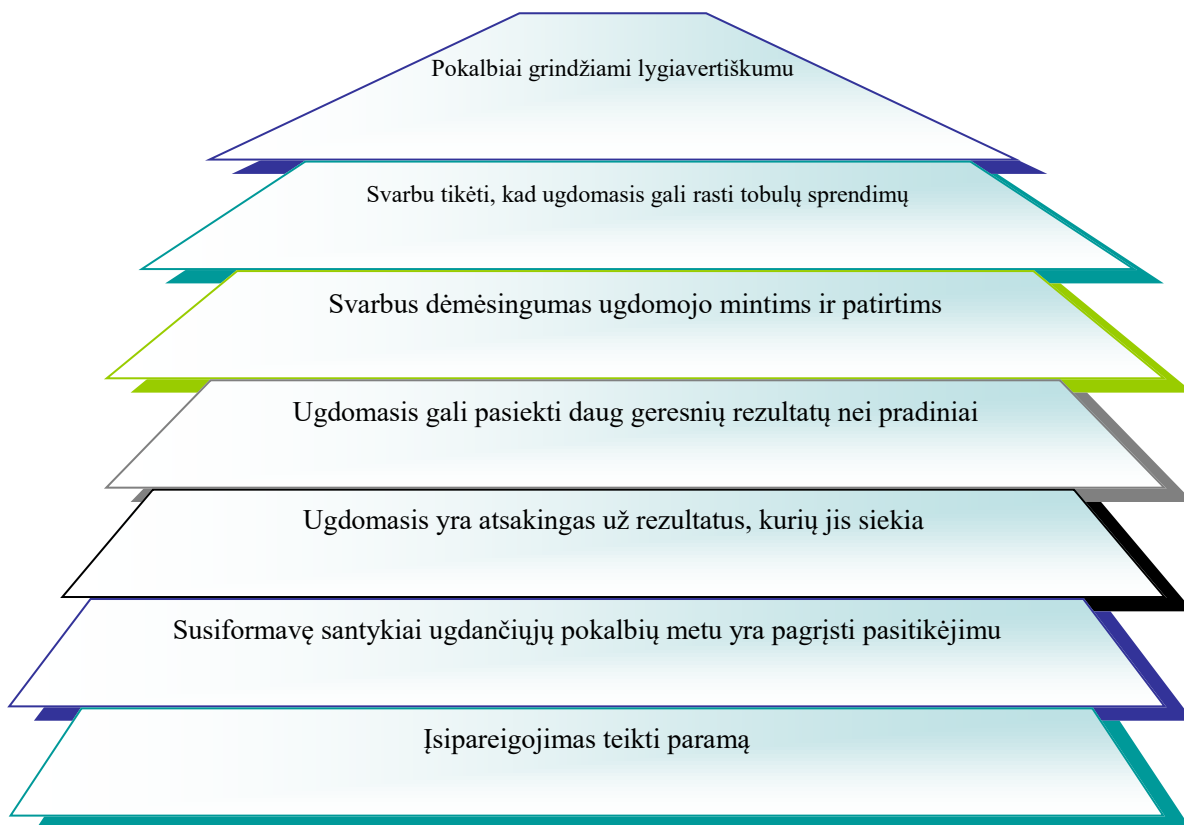 Pokalbiai grindžiami lygiavertiškumu
Svarbu tikėti, kad ugdomasis gali rasti tobulų sprendimų
Svarbus dėmėsingumas ugdomojo mintims ir patirtims
Ugdomasis gali pasiekti daug geresnių rezultatų nei pradiniai
Ugdomasis yra atsakingas už rezultatus, kurių jis siekia
Susiformavę santykiai ugdančiųjų pokalbių metu yra pagrįsti pasitikėjimu
Įsipareigojimas teikti paramą